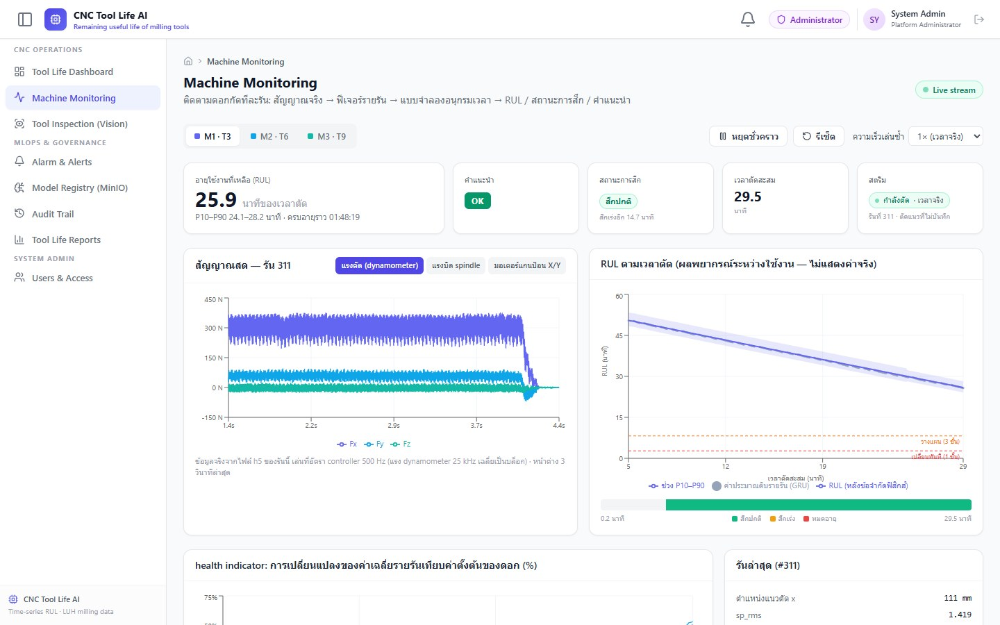 CNC Tool Life AI
Remaining useful life of milling tools
Administrator
SY
System Admin
Platform Administrator
CNC OPERATIONS
Tool Life Dashboard
Machine Monitoring
Tool Inspection (Vision)
MLOPS & GOVERNANCE
Alarm & Alerts
Model Registry (MinIO)
Audit Trail
Tool Life Reports
SYSTEM ADMIN
Users & Access
CNC Tool Life AI
Time-series RUL · LUH milling data
Machine Monitoring
Machine Monitoring
ติดตามดอกกัดทีละรัน: สัญญาณจริง → ฟีเจอร์รายรัน → แบบจำลองอนุกรมเวลา → RUL / สถานะการสึก / คำแนะนำ
Live stream
M1 · T3
M2 · T6
M3 · T9
หยุดชั่วคราว
รีเซ็ต
ความเร็วเล่นซ้ำ
1× (เวลาจริง)
อายุใช้งานที่เหลือ (RUL)
25.9 นาทีของเวลาตัด
P10–P90 24.1–28.2 นาที · ครบอายุราว 01:48:19
คำแนะนำ
OK
สถานะการสึก
สึกปกติ
สึกเร่งอีก 14.7 นาที
เวลาตัดสะสม
29.5
นาที
สตรีม
กำลังตัด · เวลาจริง
รันที่ 311 · ตัดแนวที่ไม่บันทึก
สัญญาณสด — รัน 311
แรงตัด (dynamometer)
แรงบิด spindle
มอเตอร์แกนป้อน X/Y
450 N
300 N
150 N
0 N
-150 N
1.4s
2.2s
2.9s
3.7s
4.4s
Fx
Fy
Fz
ข้อมูลจริงจากไฟล์ h5 ของรันนี้ เล่นที่อัตรา controller 500 Hz (แรง dynamometer 25 kHz เฉลี่ยเป็นบล็อก) · หน้าต่าง 3
วินาทีล่าสุด
RUL ตามเวลาตัด (ผลพยากรณ์ระหว่างใช้งาน — ไม่แสดงค่าจริง)
60
45
30
15
0
RUL (นาที)
วางแผน (3 ชิ้น)
เปลี่ยนทันที (1 ชิ้น)
5
12
19
29
เวลาตัดสะสม (นาที)
ช่วง P10–P90
ค่าประมาณดิบรายรัน (GRU)
RUL (หลังข้อจำกัดฟิสิกส์)
0.2 นาที
สึกปกติ
สึกเร่ง
หมดอายุ
29.5 นาที
health indicator: การเปลี่ยนแปลงของค่าเฉลี่ยรายรันเทียบค่าตั้งต้นของดอก (%)
75%
รันล่าสุด (#311)
ตำแหน่งแนวตัด x
111 mm
sp_rms
1.419